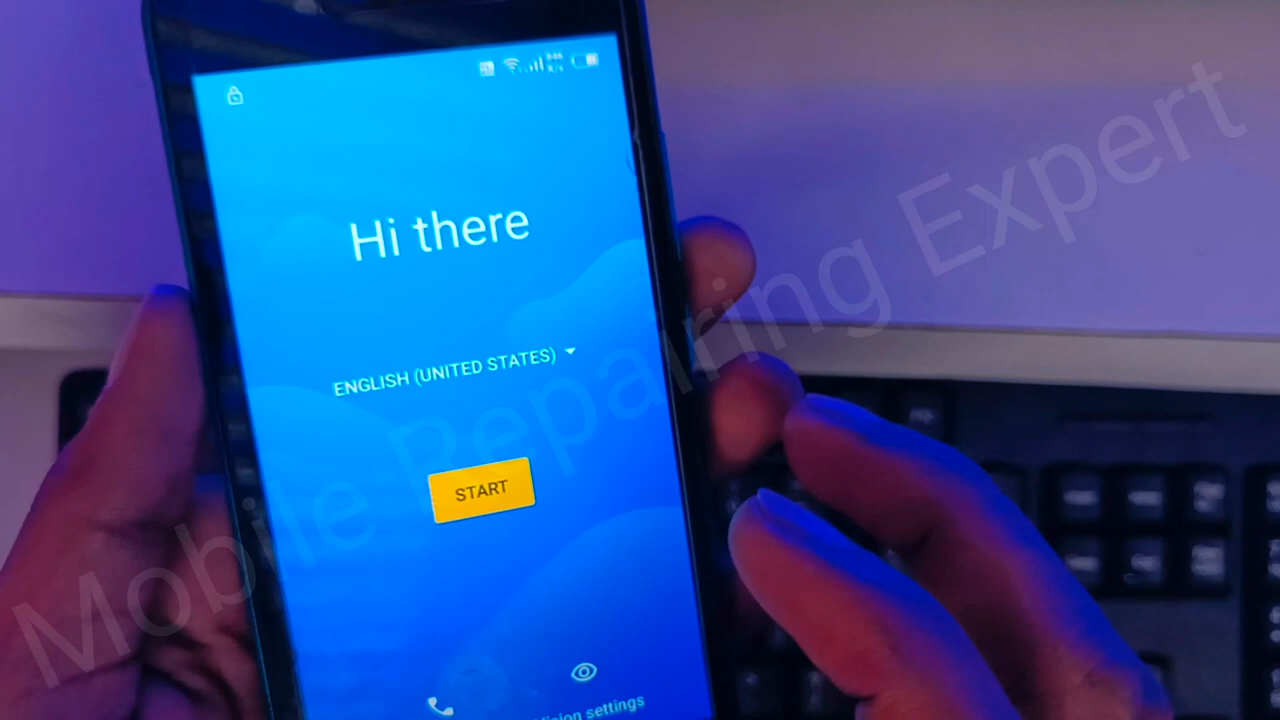 Hi there
ENGLISH (UNITED STATES)
START
Vision settings
Mobile Repairing Expert